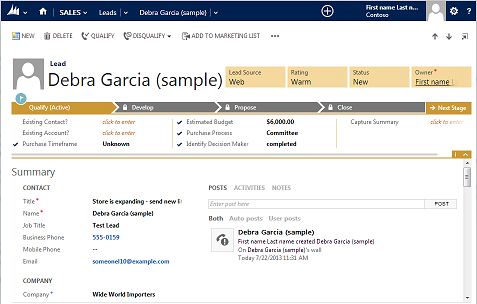 SALES Leads Debra Garcia (sample) First name Last n...
Contoso
NEW DELETE QUALIFY DISQUALIFY ADD TO MARKETING LIST ...
Lead
Debra Garcia (sample)
Lead Source Rating Status Owner *
Web Warm New First name L
Qualify (Active) Develop Propose Close Next Stage
Existing Contact? click to enter Estimated Budget $6,000.00 Capture Summary click to enter
Existing Account? click to enter Purchase Process Committee
Purchase Timeframe Unknown Identify Decision Maker completed
Summary
CONTACT POSTS ACTIVITIES NOTES
Title * Store is expanding - send new li Enter post here POST
Name * Debra Garcia (sample)
Job Title Test Lead Both Auto posts User posts
Business Phone 555-0159 Debra Garcia (sample)
Mobile Phone -- First name Last name created Debra Garcia (sample)
On Debra Garcia (sample)'s wall
Email someone10@example.com Today 7/22/2013 11:31 AM
COMPANY
Company * Wide World Importers